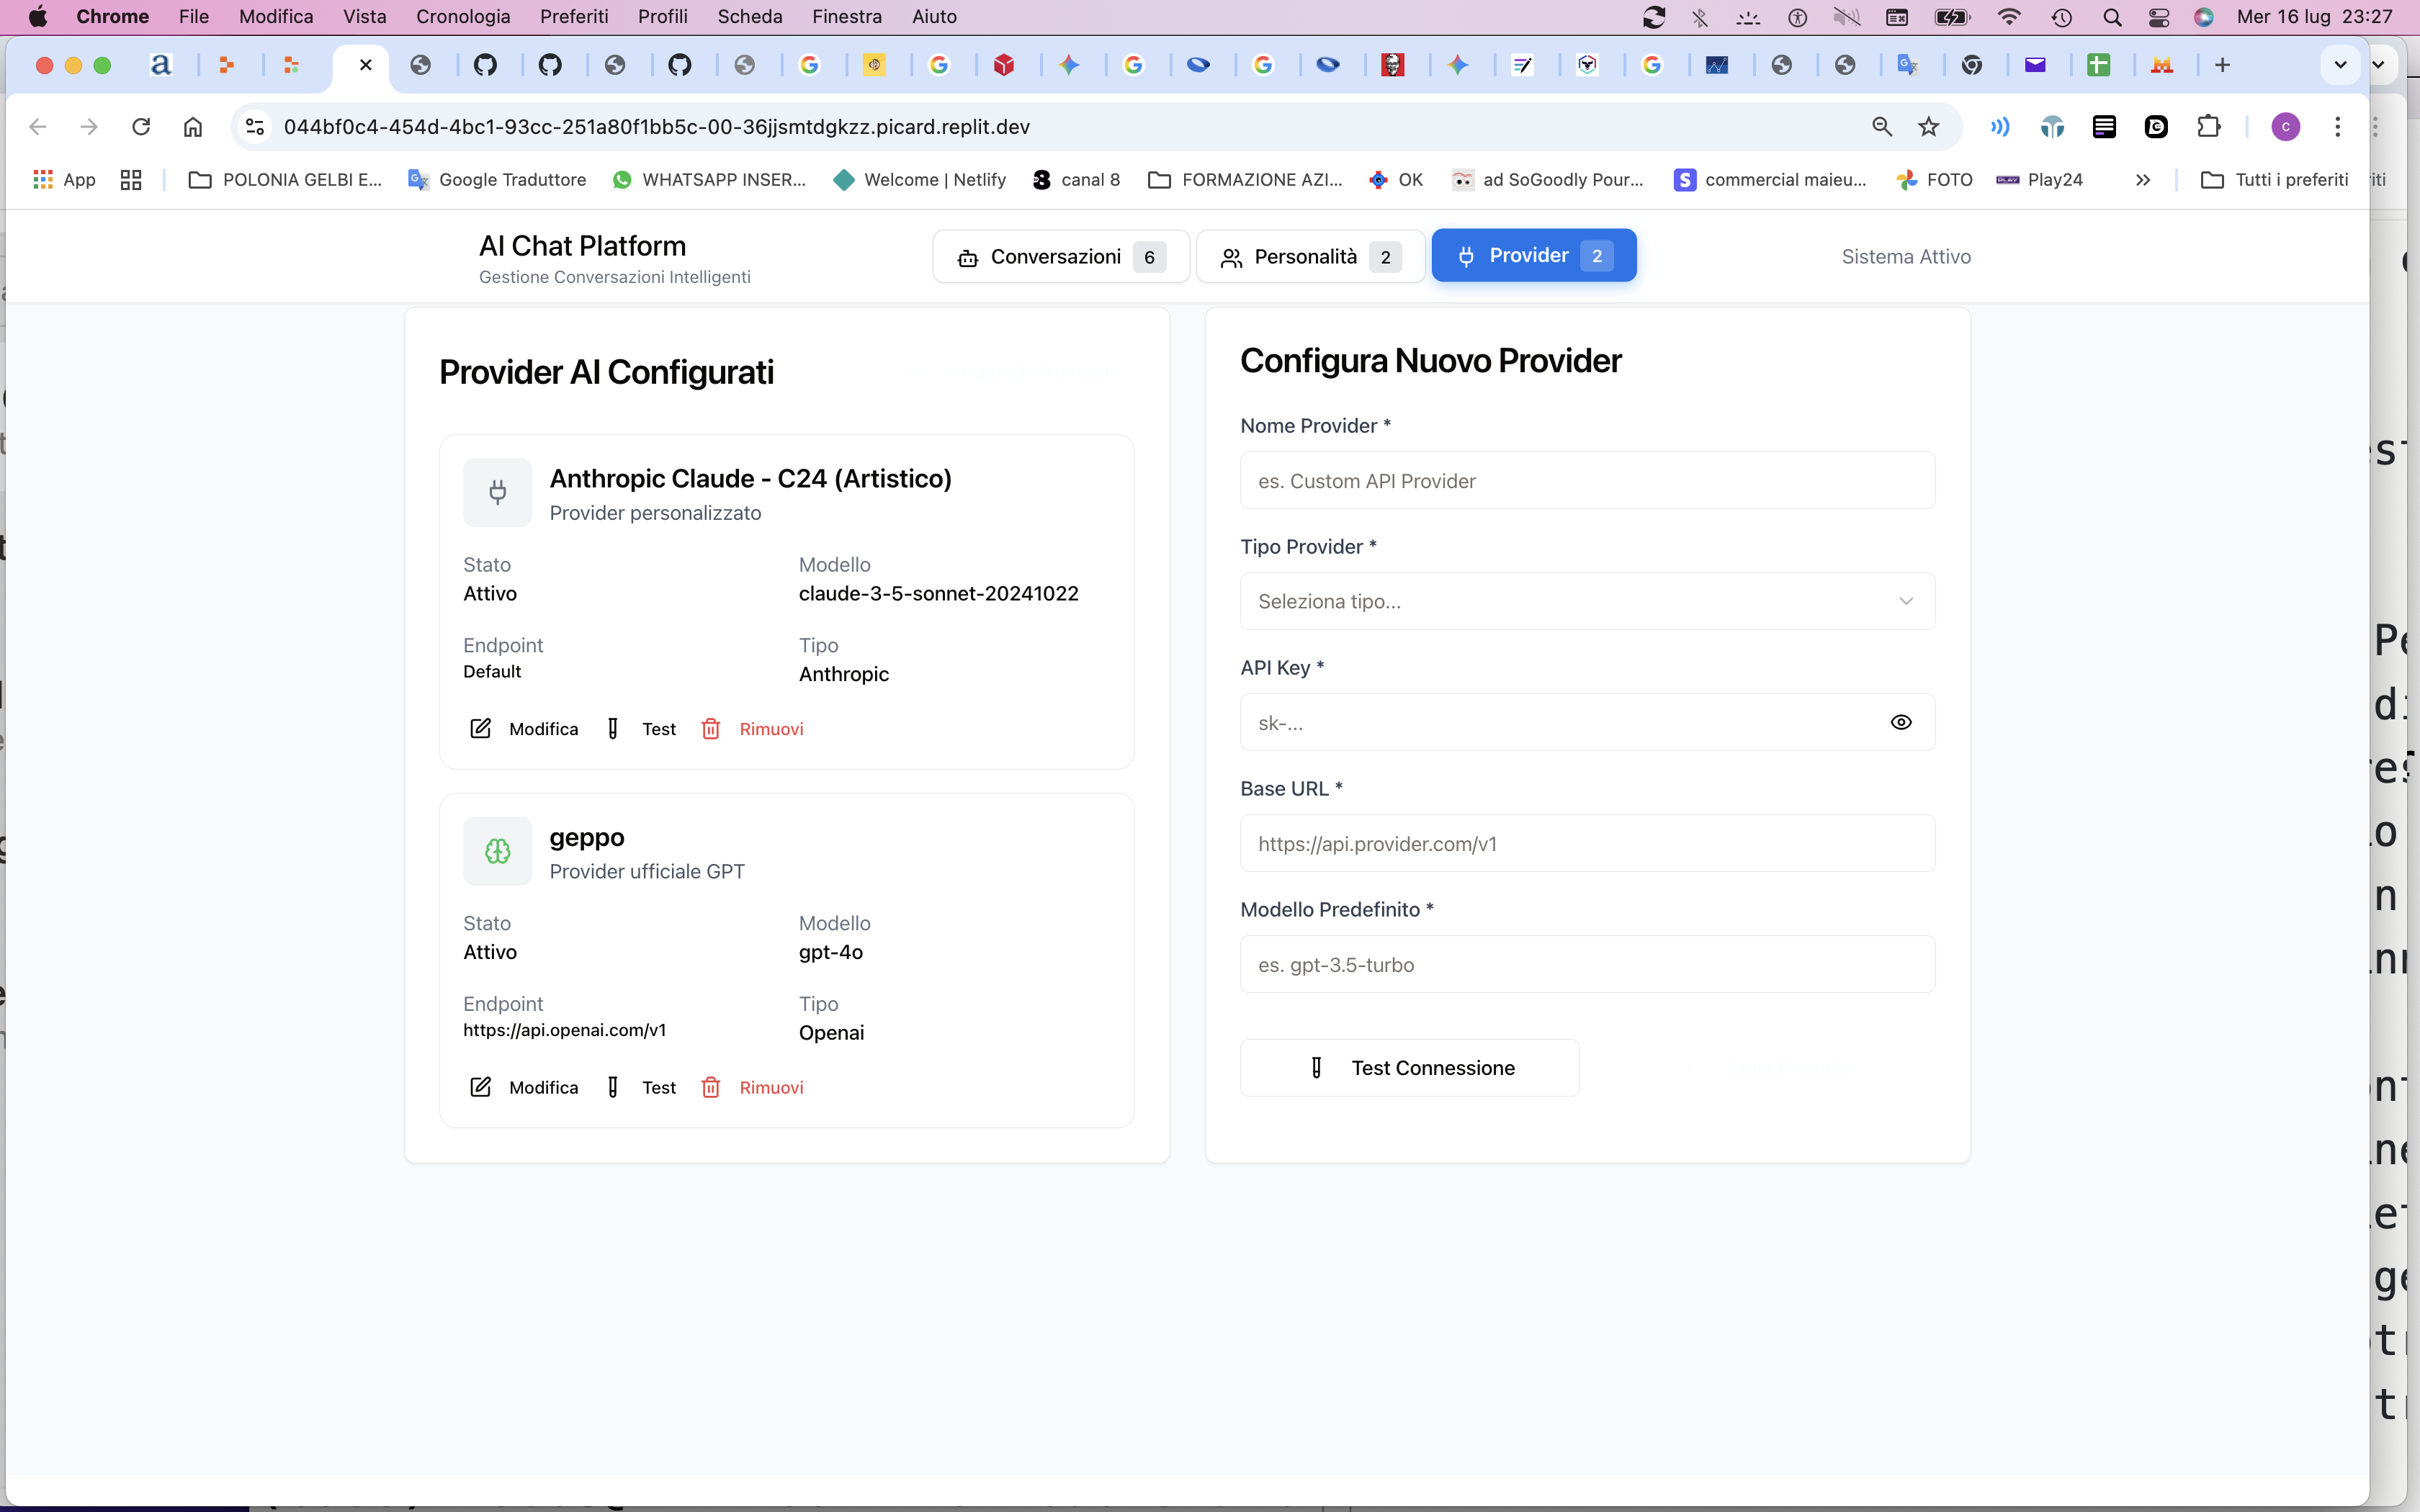 Chrome File Modifica Vista Cronologia Preferiti Profili Scheda Finestra Aiuto Mer 16 lug 23:27
044bf0c4-454d-4bc1-93cc-251a80f1bb5c-00-36jjsmtdgkzz.picard.replit.dev
App POLONIA GELBI E... Google Traduttore WHATSAPP INSER... Welcome | Netlify canal 8 FORMAZIONE AZI... OK ad SoGoodly Pour... commercial maieu... FOTO Play24 Tutti i preferiti
AI Chat Platform
Gestione Conversazioni Intelligenti
Conversazioni 6 Personalità 2 Provider 2
Sistema Attivo
Provider AI Configurati
Anthropic Claude - C24 (Artistico)
Provider personalizzato
Stato Modello
Attivo claude-3-5-sonnet-20241022
Endpoint Tipo
Default Anthropic
Modifica Test Rimuovi
geppo
Provider ufficiale GPT
Stato Modello
Attivo gpt-4o
Endpoint Tipo
https://api.openai.com/v1 Openai
Modifica Test Rimuovi
Configura Nuovo Provider
Nome Provider *
es. Custom API Provider
Tipo Provider *
Seleziona tipo...
API Key *
sk-...
Base URL *
https://api.provider.com/v1
Modello Predefinito *
es. gpt-3.5-turbo
Test Connessione